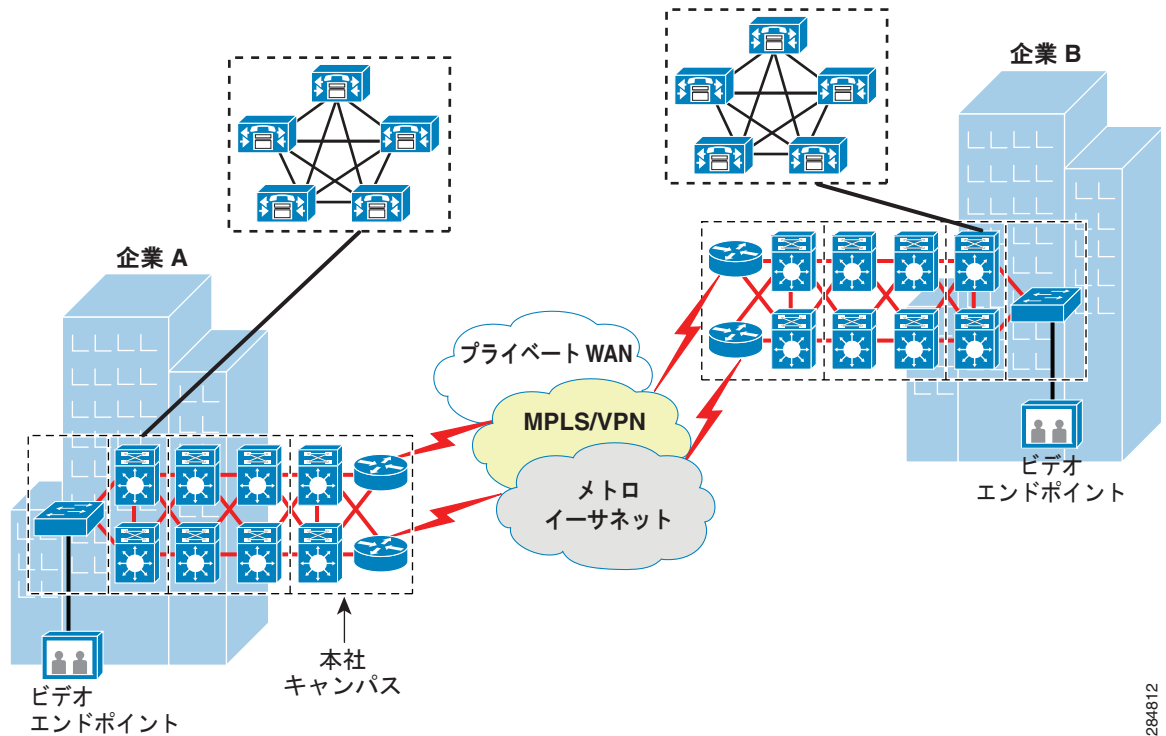 企業 B
企業 A
プライベート WAN
MPLS/VPN
メトロ
イーサネット
ビデオ
エンドポイント
本社
キャンパス
ビデオ
エンドポイント
284812